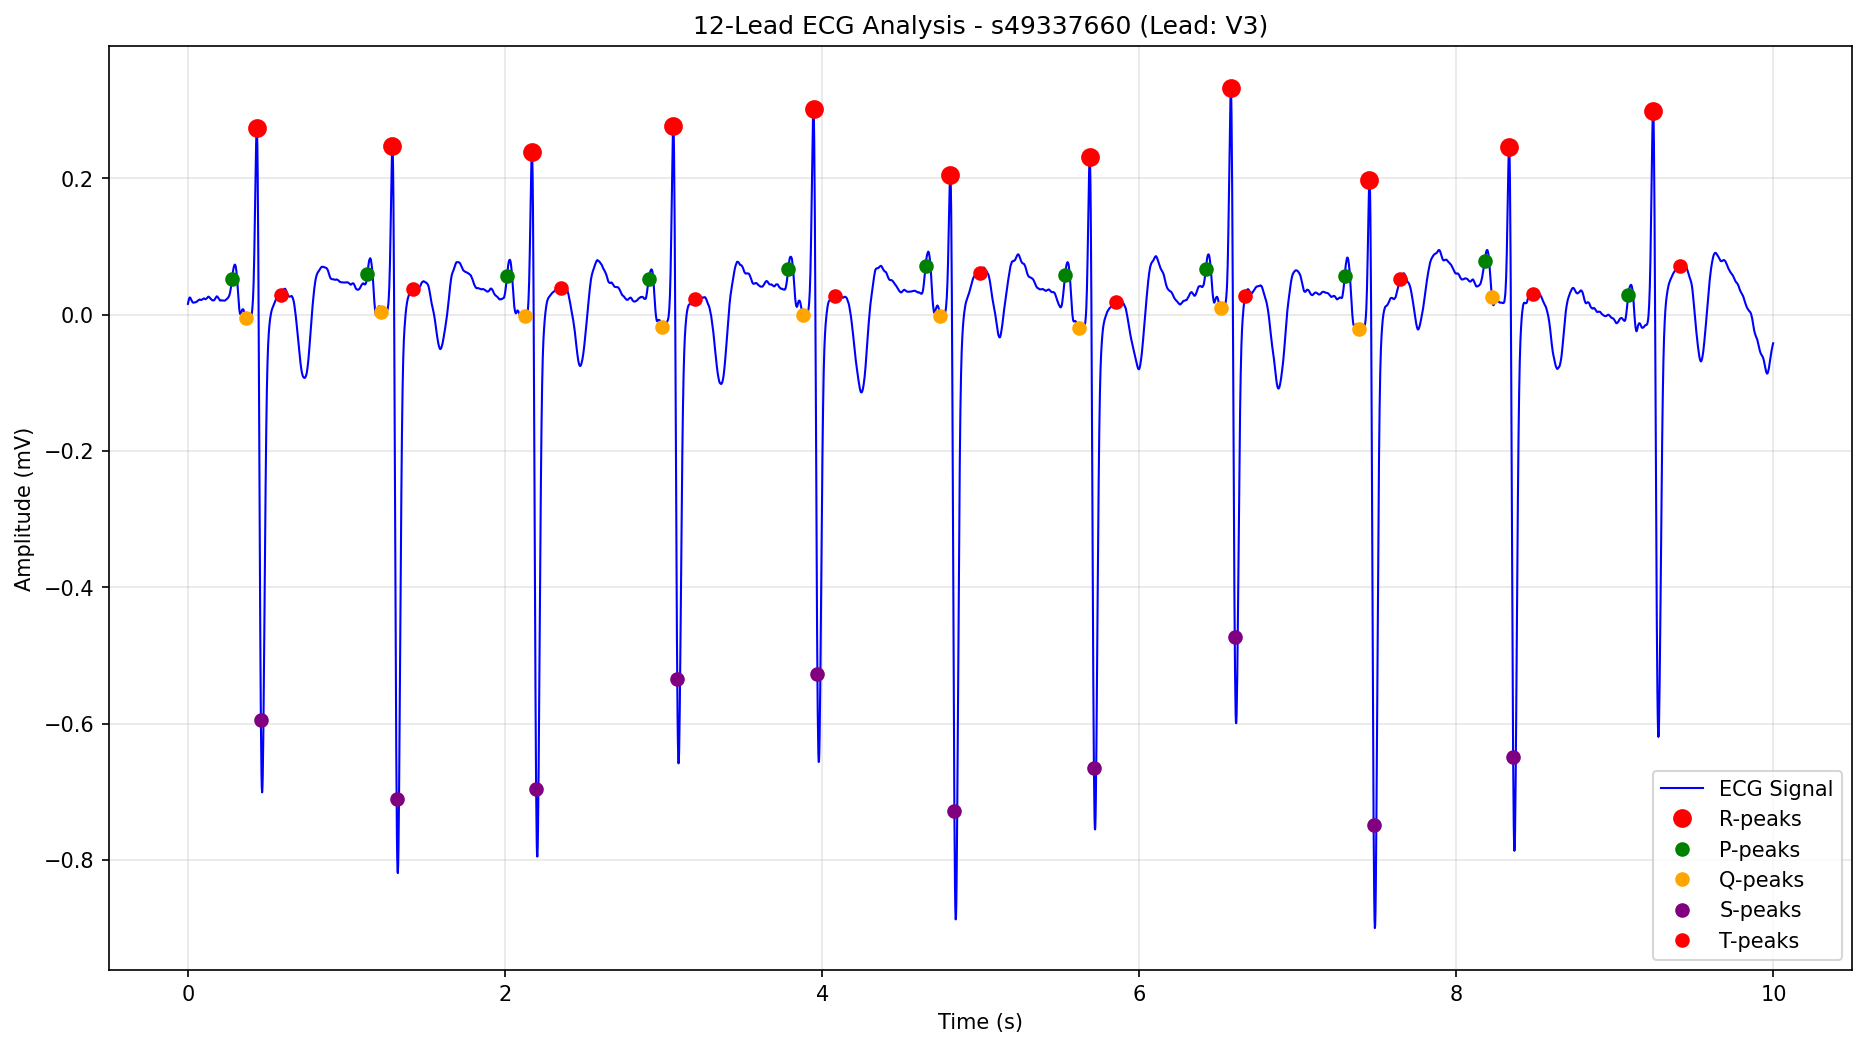 12-Lead ECG Analysis - s49337660 (Lead: V3)
Amplitude (mV)
0.2
0.0
−0.2
−0.4
−0.6
−0.8
0
2
4
6
8
10
Time (s)
ECG Signal
R-peaks
P-peaks
Q-peaks
S-peaks
T-peaks